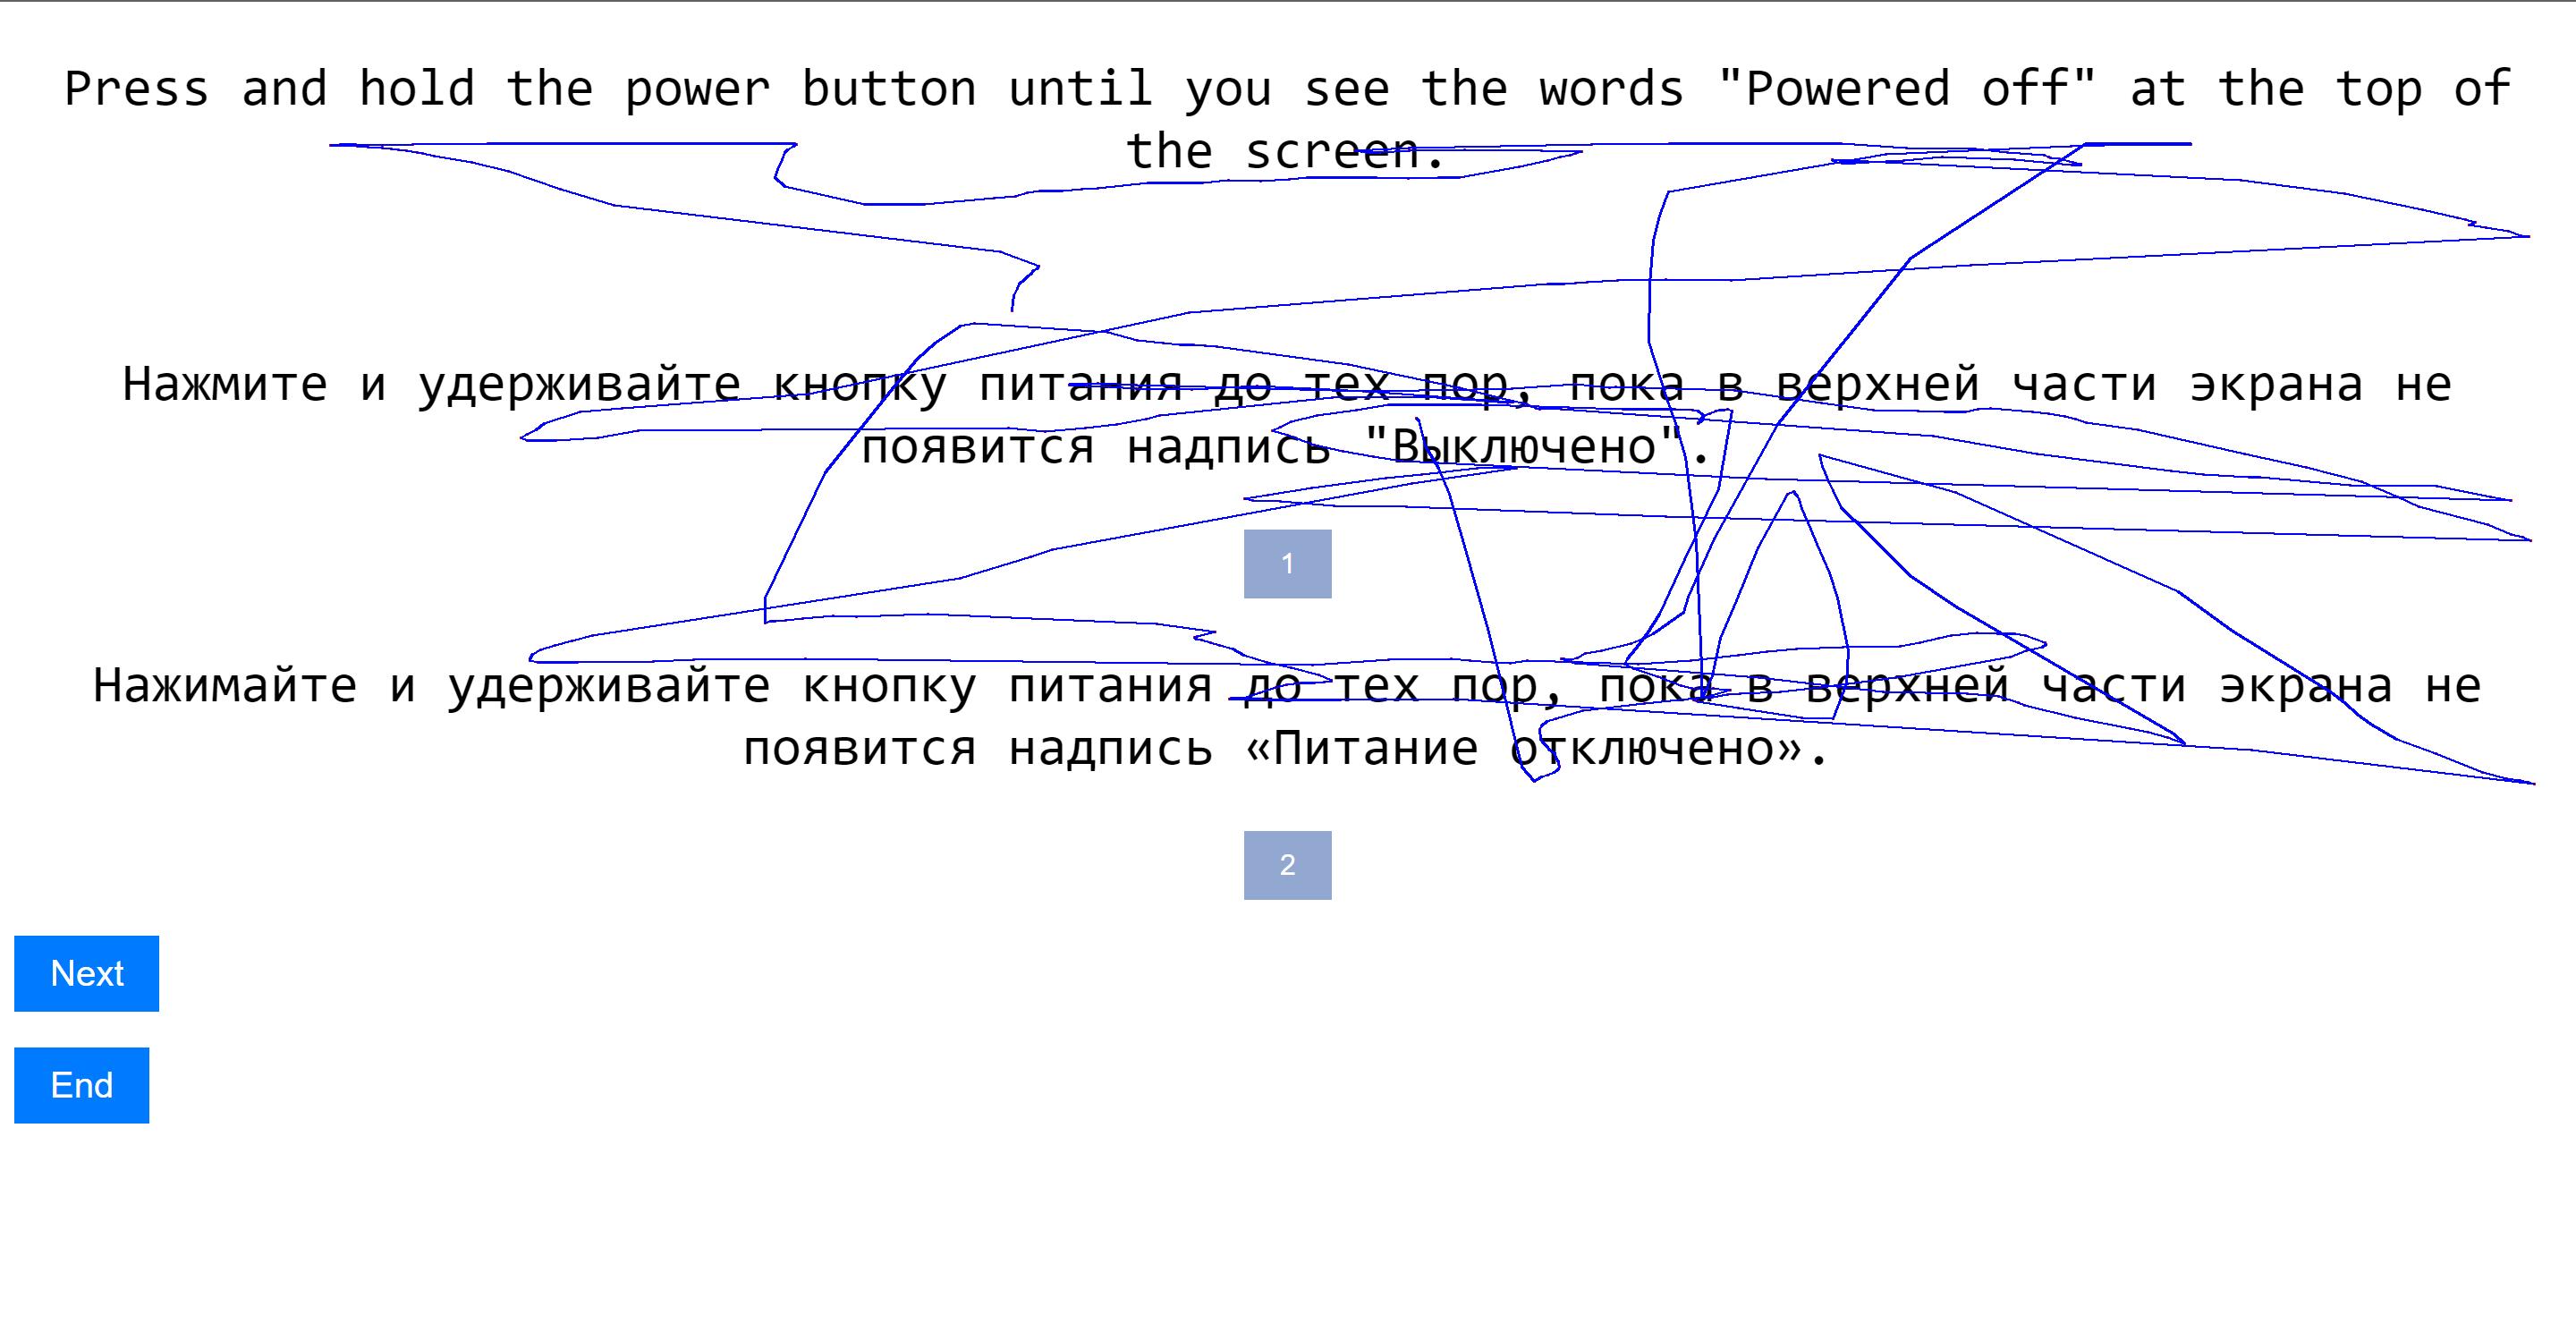 Press and hold the power button until you see the words "Powered off" at the top of
the screen.
Нажмите и удерживайте кнопку питания до тех пор, пока в верхней части экрана не
появится надпись "Выключено".
1
Нажимайте и удерживайте кнопку питания до тех пор, пока в верхней части экрана не
появится надпись «Питание отключено».
2
Next
End